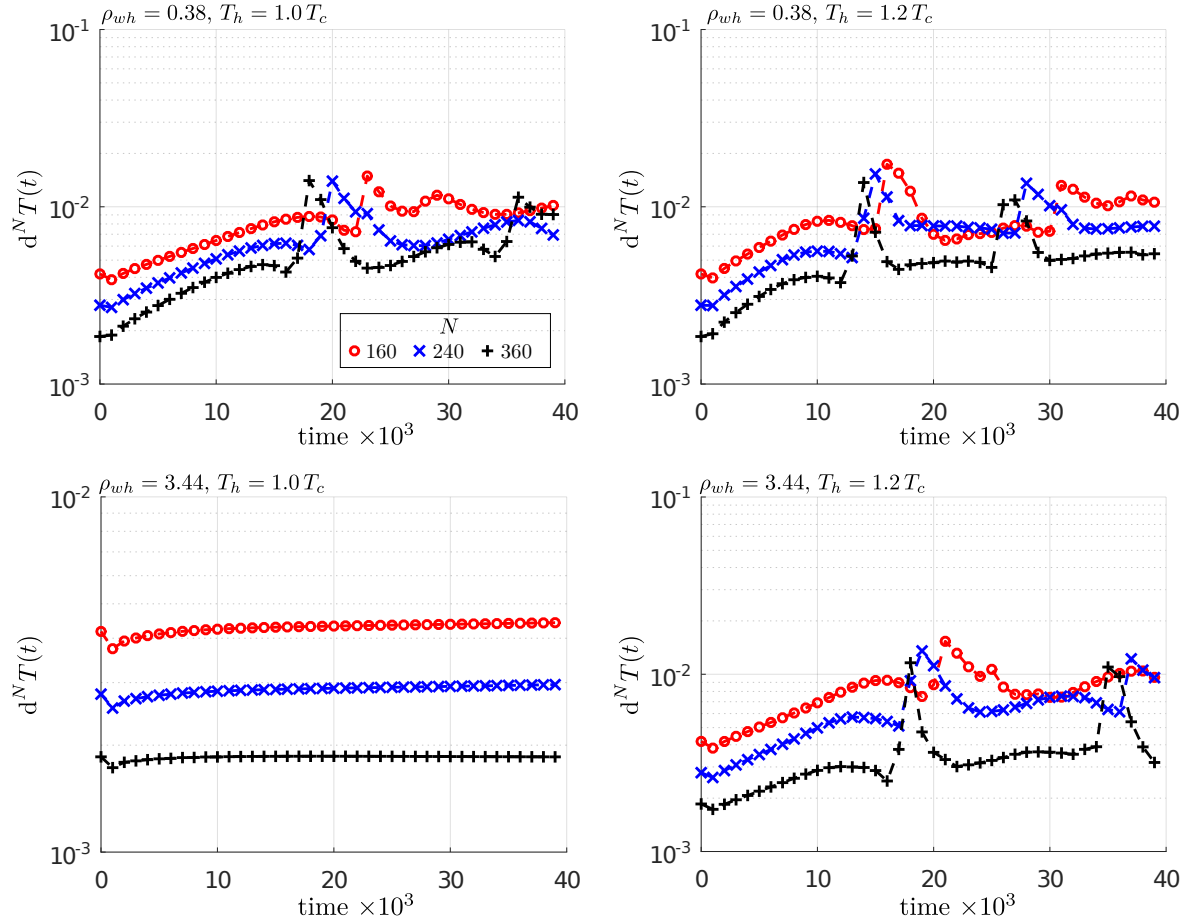 ρ_wh = 0.38, T_h = 1.0 T_c
10^-1
10^-2
10^-3
d^N T(t)
N
160 240 360
0 10 20 30 40
time ×10^3
ρ_wh = 0.38, T_h = 1.2 T_c
10^-1
10^-2
10^-3
d^N T(t)
0 10 20 30 40
time ×10^3
ρ_wh = 3.44, T_h = 1.0 T_c
10^-2
10^-3
d^N T(t)
0 10 20 30 40
time ×10^3
ρ_wh = 3.44, T_h = 1.2 T_c
10^-1
10^-2
10^-3
d^N T(t)
0 10 20 30 40
time ×10^3